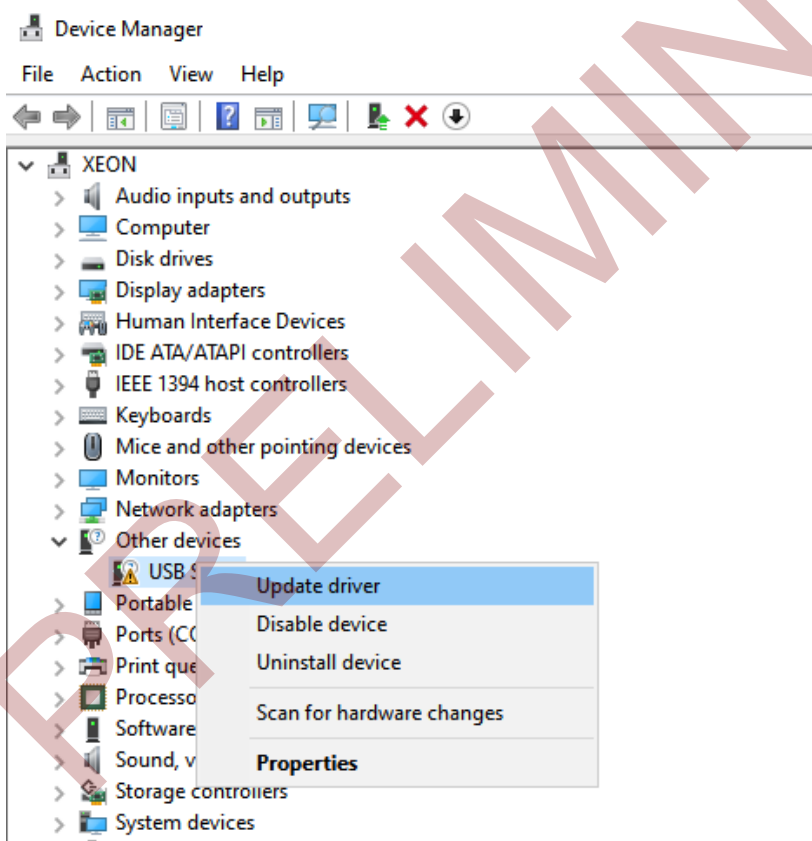 Device Manager
File Action View Help
XEON
Audio inputs and outputs
Computer
Disk drives
Display adapters
Human Interface Devices
IDE ATA/ATAPI controllers
IEEE 1394 host controllers
Keyboards
Mice and other pointing devices
Monitors
Network adapters
Other devices
USB
Update driver
Portable
Disable device
Ports
Uninstall device
Print
Scan for hardware changes
Software
Sound,
Properties
Storage controllers
System devices